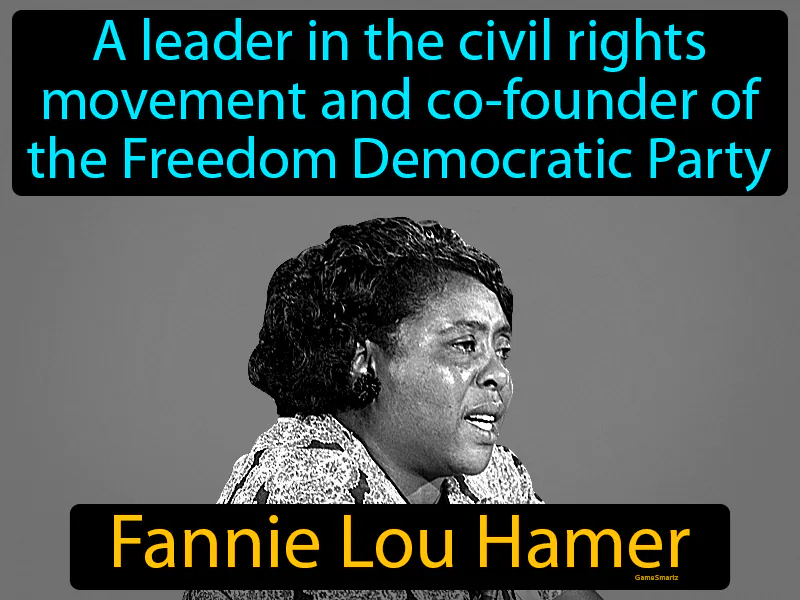 A leader in the civil rights
movement and co-founder of
the Freedom Democratic Party
Fannie Lou Hamer
GameSmartz